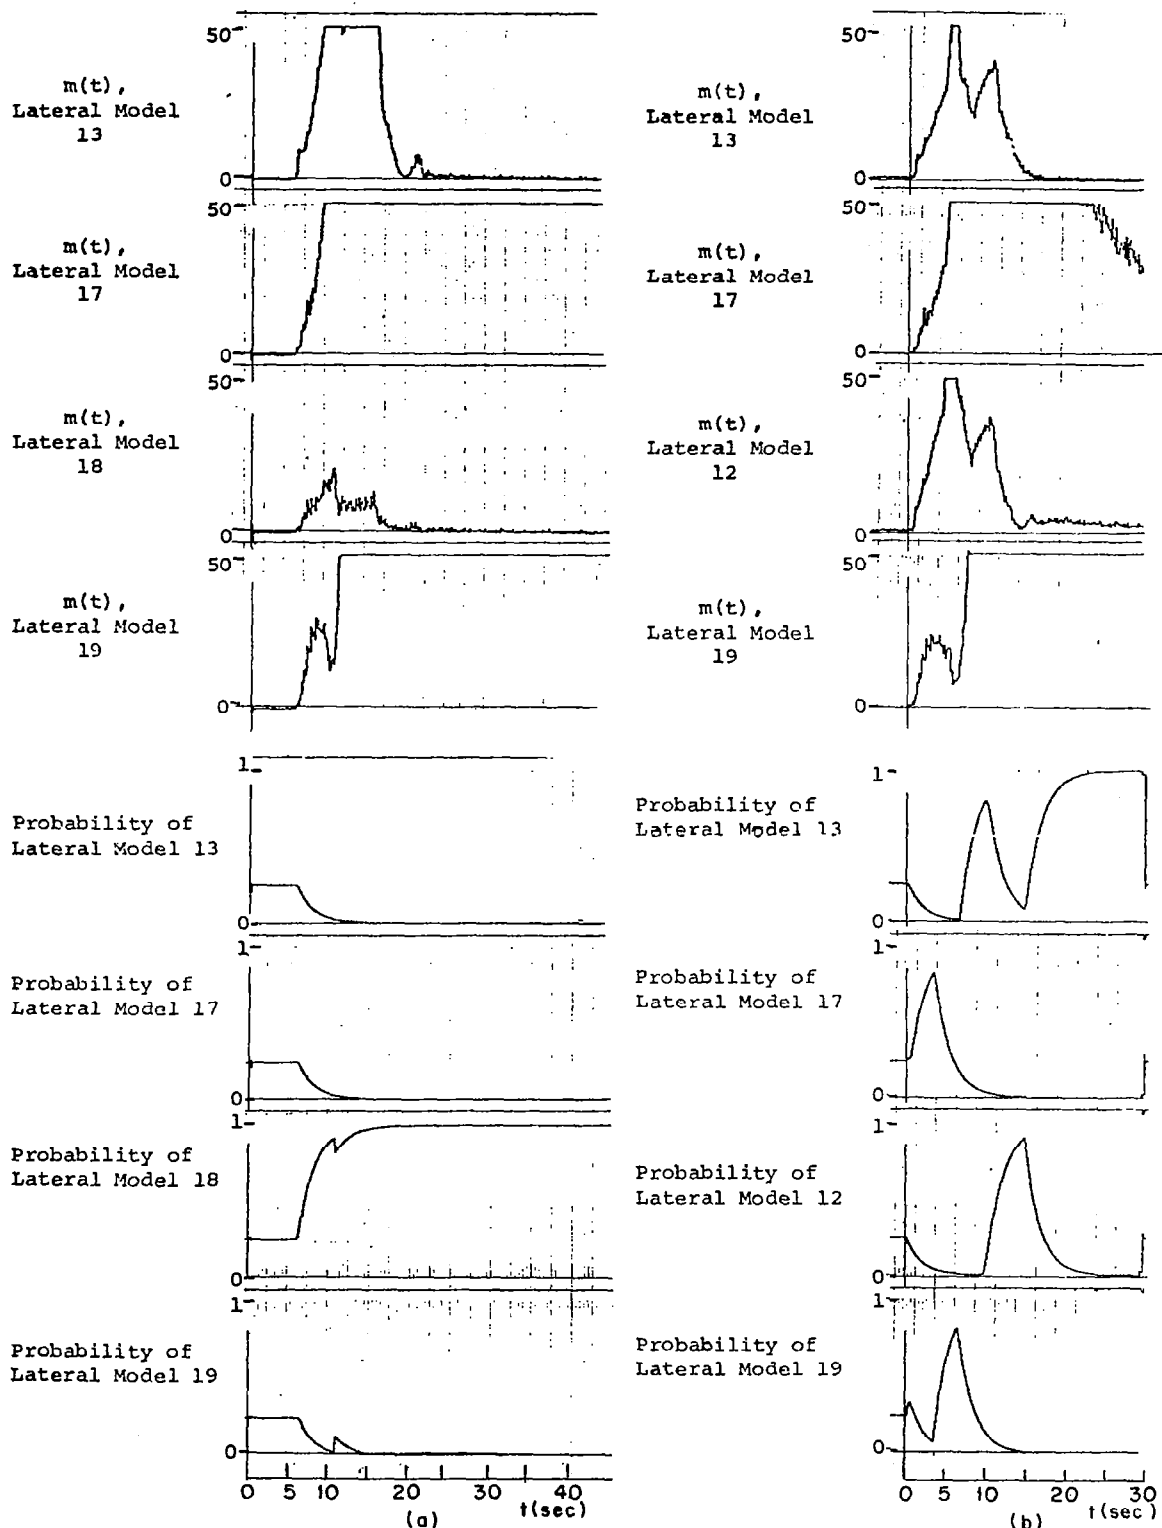 50
m(t),
Lateral Model
13
0
50
m(t),
Lateral Model
17
0
50
m(t),
Lateral Model
18
0
50
m(t),
Lateral Model
19
0
1
Probability of
Lateral Model 13
0
1
Probability of
Lateral Model 17
0
1
Probability of
Lateral Model 18
0
1
Probability of
Lateral Model 19
0
0 5 10 20 30 40
t(sec)
(a)
50
m(t),
Lateral Model
13
0
50
m(t),
Lateral Model
17
0
50
m(t),
Lateral Model
12
0
50
m(t),
Lateral Model
19
0
1
Probability of
Lateral Model 13
0
1
Probability of
Lateral Model 17
0
1
Probability of
Lateral Model 12
0
1
Probability of
Lateral Model 19
0
0 5 10 20 30
t(sec)
(b)